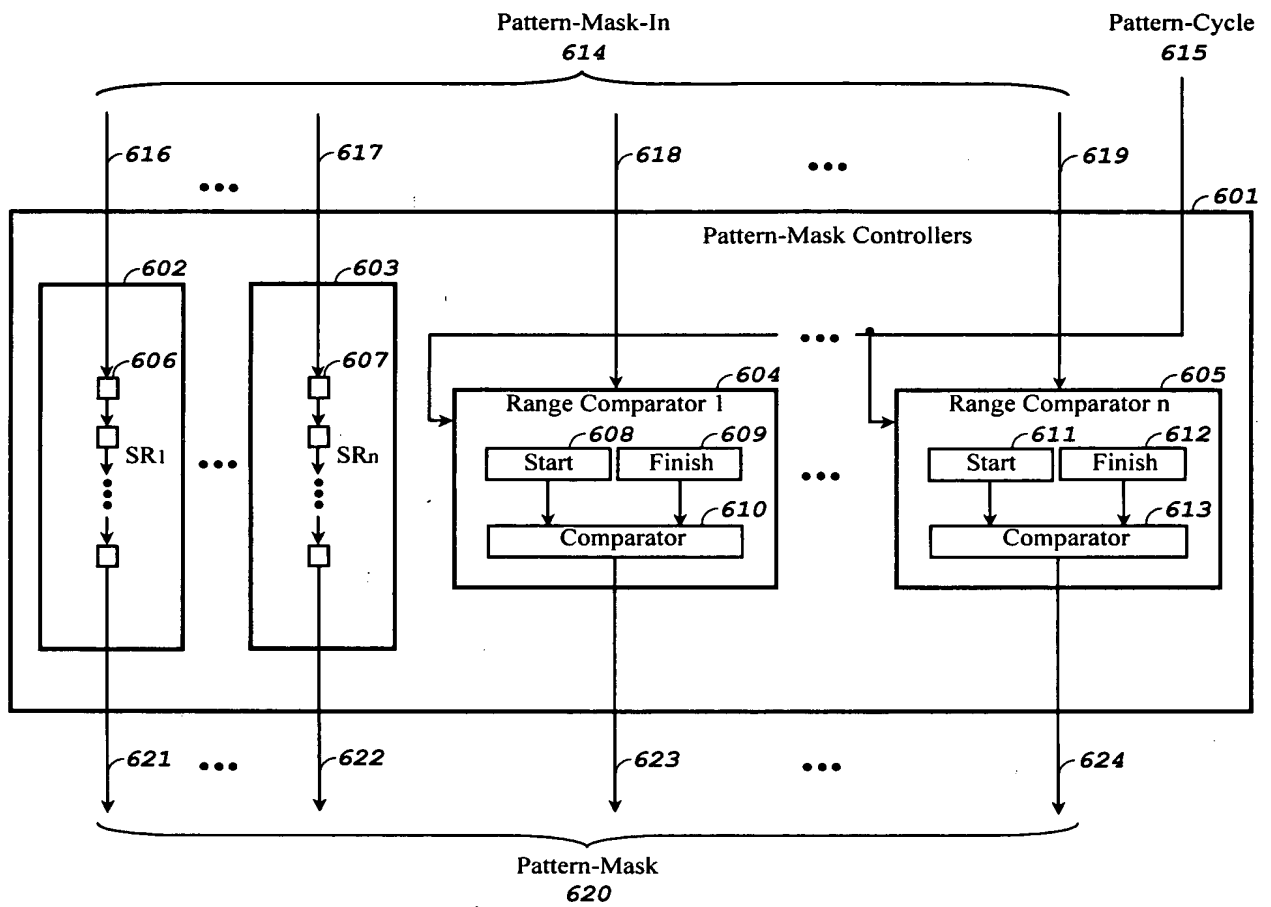 Pattern-Mask-In
614
Pattern-Cycle
615
616
617
618
619
601
Pattern-Mask Controllers
602
603
606
607
604
605
Range Comparator 1
Range Comparator n
608
609
611
612
SR1
SRn
Start
Finish
Start
Finish
610
613
Comparator
Comparator
621
622
623
624
Pattern-Mask
620